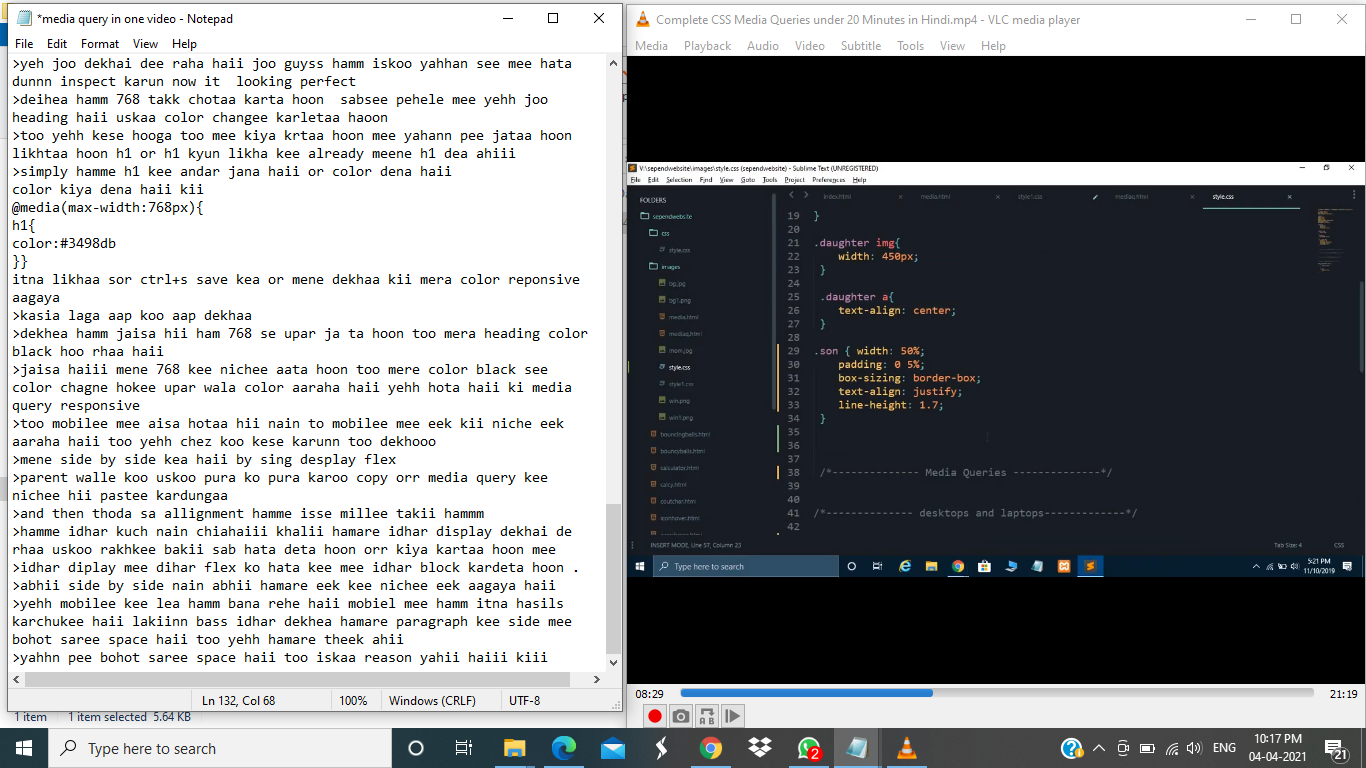 *media query in one video - Notepad
File Edit Format View Help
>yeh joo dekhai dee raha haii joo guyss hamm iskoo yahhan see mee hata
dunnn inspect karun now it  looking perfect
>deihea hamm 768 takk chotaa karta hoon  sabsee pehele mee yehh joo
heading haii uskaa color changee karletaa haoon
>too yehh kese hooga too mee kiya krtaa hoon mee yahann pee jataa hoon
likhtaa hoon h1 or h1 kyun likha kee already meene h1 dea ahiii
>simply hamme h1 kee andar jana haii or color dena haii
color kiya dena haii kii
@media(max-width:768px){
h1{
color:#3498db
}}
itna likhaa sor ctrl+s save kea or mene dekhaa kii mera color reponsive
aagaya
>kasia laga aap koo aap dekhaa
>dekhea hamm jaisa hii ham 768 se upar ja ta hoon too mera heading color
black hoo rhaa haii
>jaisa haiii mene 768 kee nichee aata hoon too mere color black see
color chagne hokee upar wala color aaraha haii yehh hota haii ki media
query responsive
>too mobilee mee aisa hotaa hii nain to mobilee mee eek kii niche eek
aaraha haii too yehh chez koo kese karunn too dekhooo
>mene side by side kea haii by sing desplay flex
>parent walle koo uskoo pura ko pura karoo copy orr media query kee
nichee hii pastee kardungaa
>and then thoda sa allignment hamme isse millee takii hammm
>hamme idhar kuch nain chiahaiii khalii hamare idhar display dekhai de
rhaa uskoo rakhkee bakii sab hata deta hoon orr kiya kartaa hoon mee
>idhar diplay mee dihar flex ko hata kee mee idhar block kardeta hoon .
>abhii side by side nain abhii hamare eek kee nichee eek aagaya haii
>yehh mobilee kee lea hamm bana rehe haii mobiel mee hamm itna hasils
karchukee haii lakiinn bass idhar dekhea hamare paragraph kee side mee
bohot saree space haii too yehh hamare theek ahii
>yahhn pee bohot saree space haii too iskaa reason yahii haiii kiii
Ln 132, Col 68 100% Windows (CRLF) UTF-8
1 item 1 item selected 5.64 KB
Complete CSS Media Queries under 20 Minutes in Hindi.mp4 - VLC media player
Media Playback Audio Video Subtitle Tools View Help
V:\sependwebsite\images\style.css (sependwebsite) - Sublime Text (UNREGISTERED)
File Edit Selection Find View Goto Tools Project Preferences Help
index.html media.html style1.css mediaq.html style.css
FOLDERS
sependwebsite
css
style.css
images
bg.jpg
bg1.png
media.html
mediaq.html
mom.jpg
style.css
style1.css
win.png
win1.png
bouncingballs.html
bouncyballs.html
calculator.html
calcy.html
coutchar.html
iconhover.html
19 }
20
21 .daughter img{
22 width: 450px;
23 }
24
25 .daughter a{
26 text-align: center;
27 }
28
29 .son { width: 50%;
30 padding: 0 5%;
31 box-sizing: border-box;
32 text-align: justify;
33 line-height: 1.7;
34 }
35
36
37
38 /*-------------- Media Queries --------------*/
39
40
41 /*------------- desktops and laptops-------------*/
42
INSERT MODE, Line 57, Column 23 Tab Size: 4 CSS
Type here to search
5:21 PM
11/10/2019
08:29 21:19
Type here to search
2
ENG
10:17 PM
04-04-2021
21